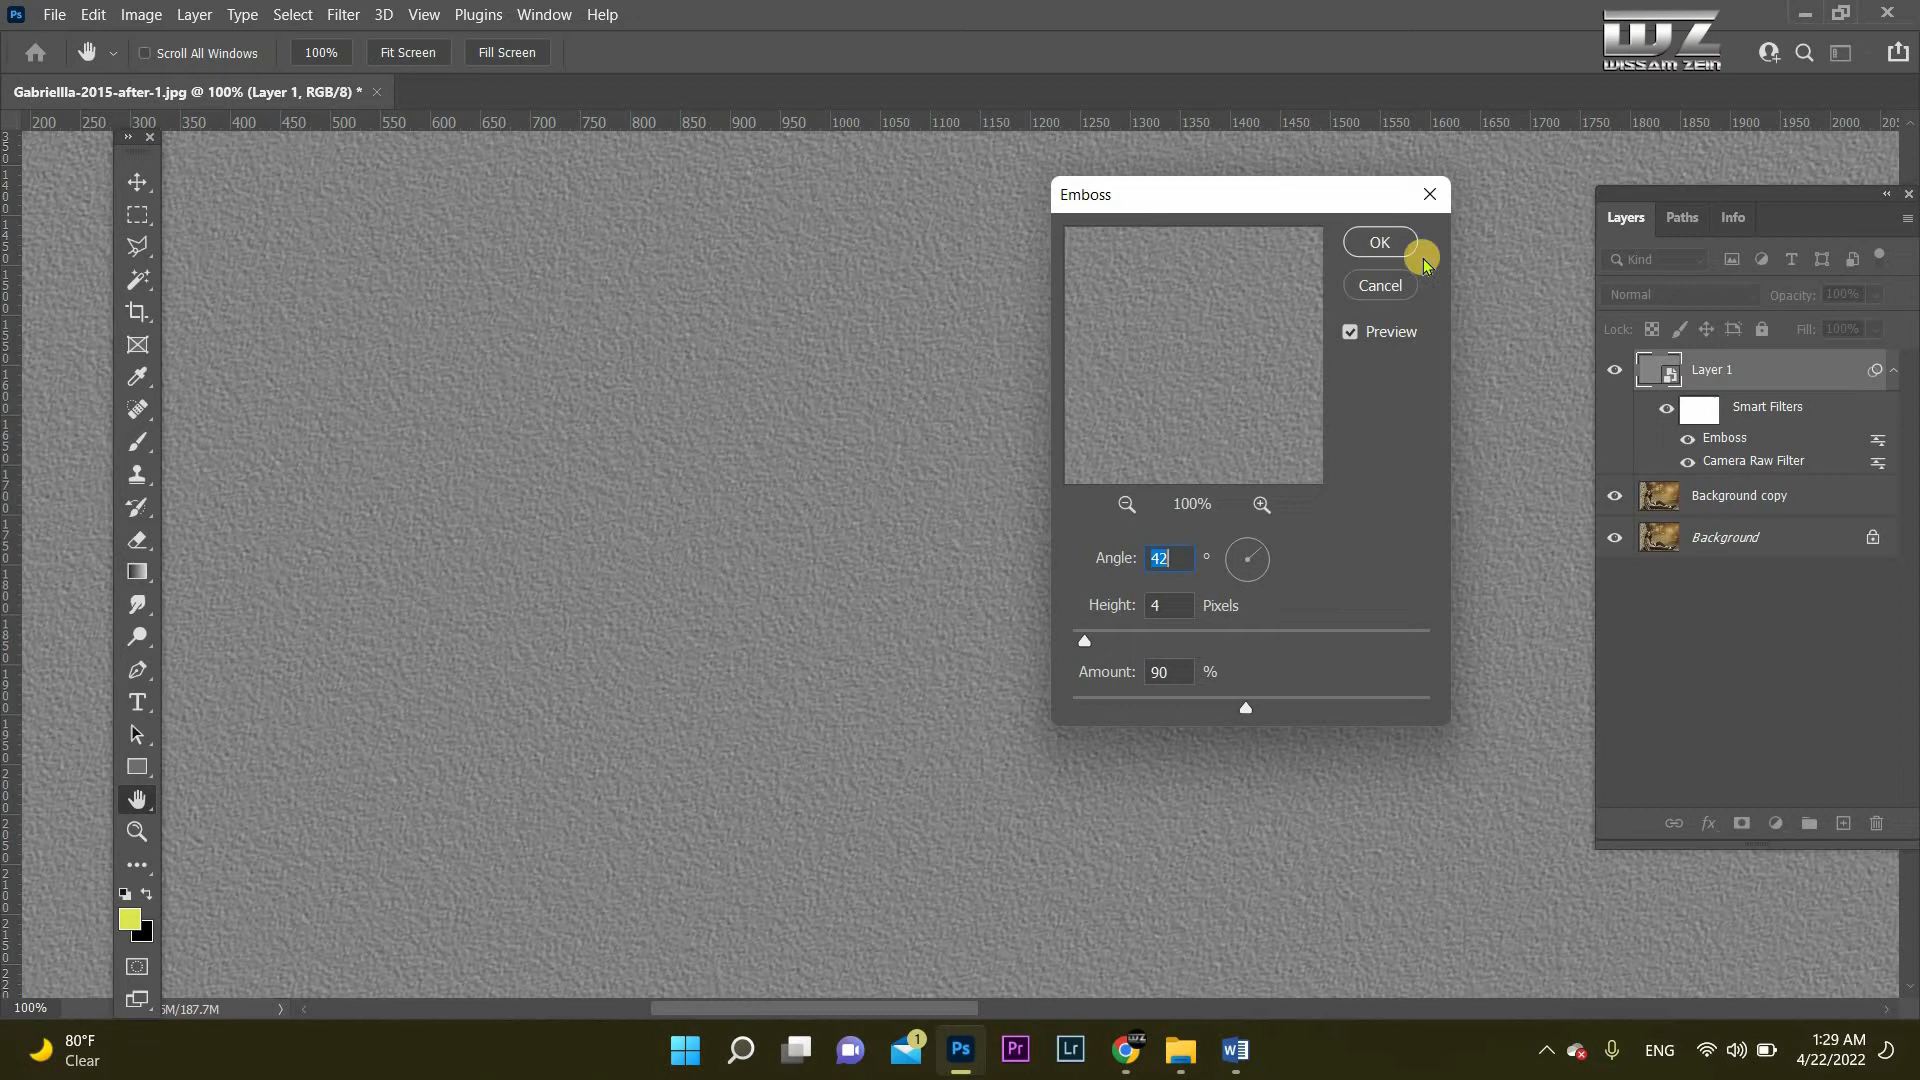 Ps File Edit Image Layer Type Select Filter 3D View Plugins Window Help
WZ
WISSAM ZEIN
Scroll All Windows 100% Fit Screen Fill Screen
Gabriellla-2015-after-1.jpg @ 100% (Layer 1, RGB/8) *
200 250 300 350 400 450 500 550 600 650 700 750 800 850 900 950 1000 1050 1100 1150 1200 1250 1300 1350 1400 1450 1500 1550 1600 1650 1700 1750 1800 1850 1900 1950 2000 205
Emboss
OK
Cancel
Preview
100%
Angle: 42 °
Height: 4 Pixels
Amount: 90 %
Layers Paths Info
Kind
Normal Opacity: 100%
Lock: Fill: 100%
Layer 1
Smart Filters
Emboss
Camera Raw Filter
Background copy
Background
fx
100% 5M/187.7M
80°F
Clear
1
Ps Pr Lr
WZ
W
ENG
1:29 AM
4/22/2022